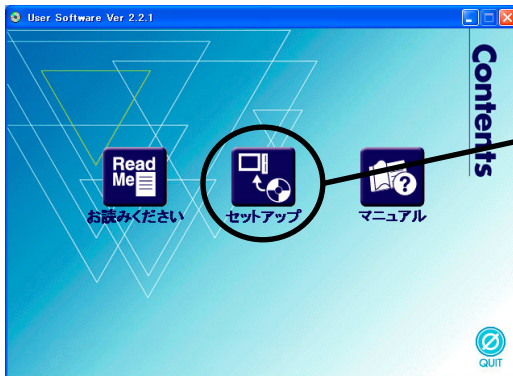 User Software Ver 2.2.1
Contents
Read
Me
お読みください
セットアップ
マニュアル
?
QUIT